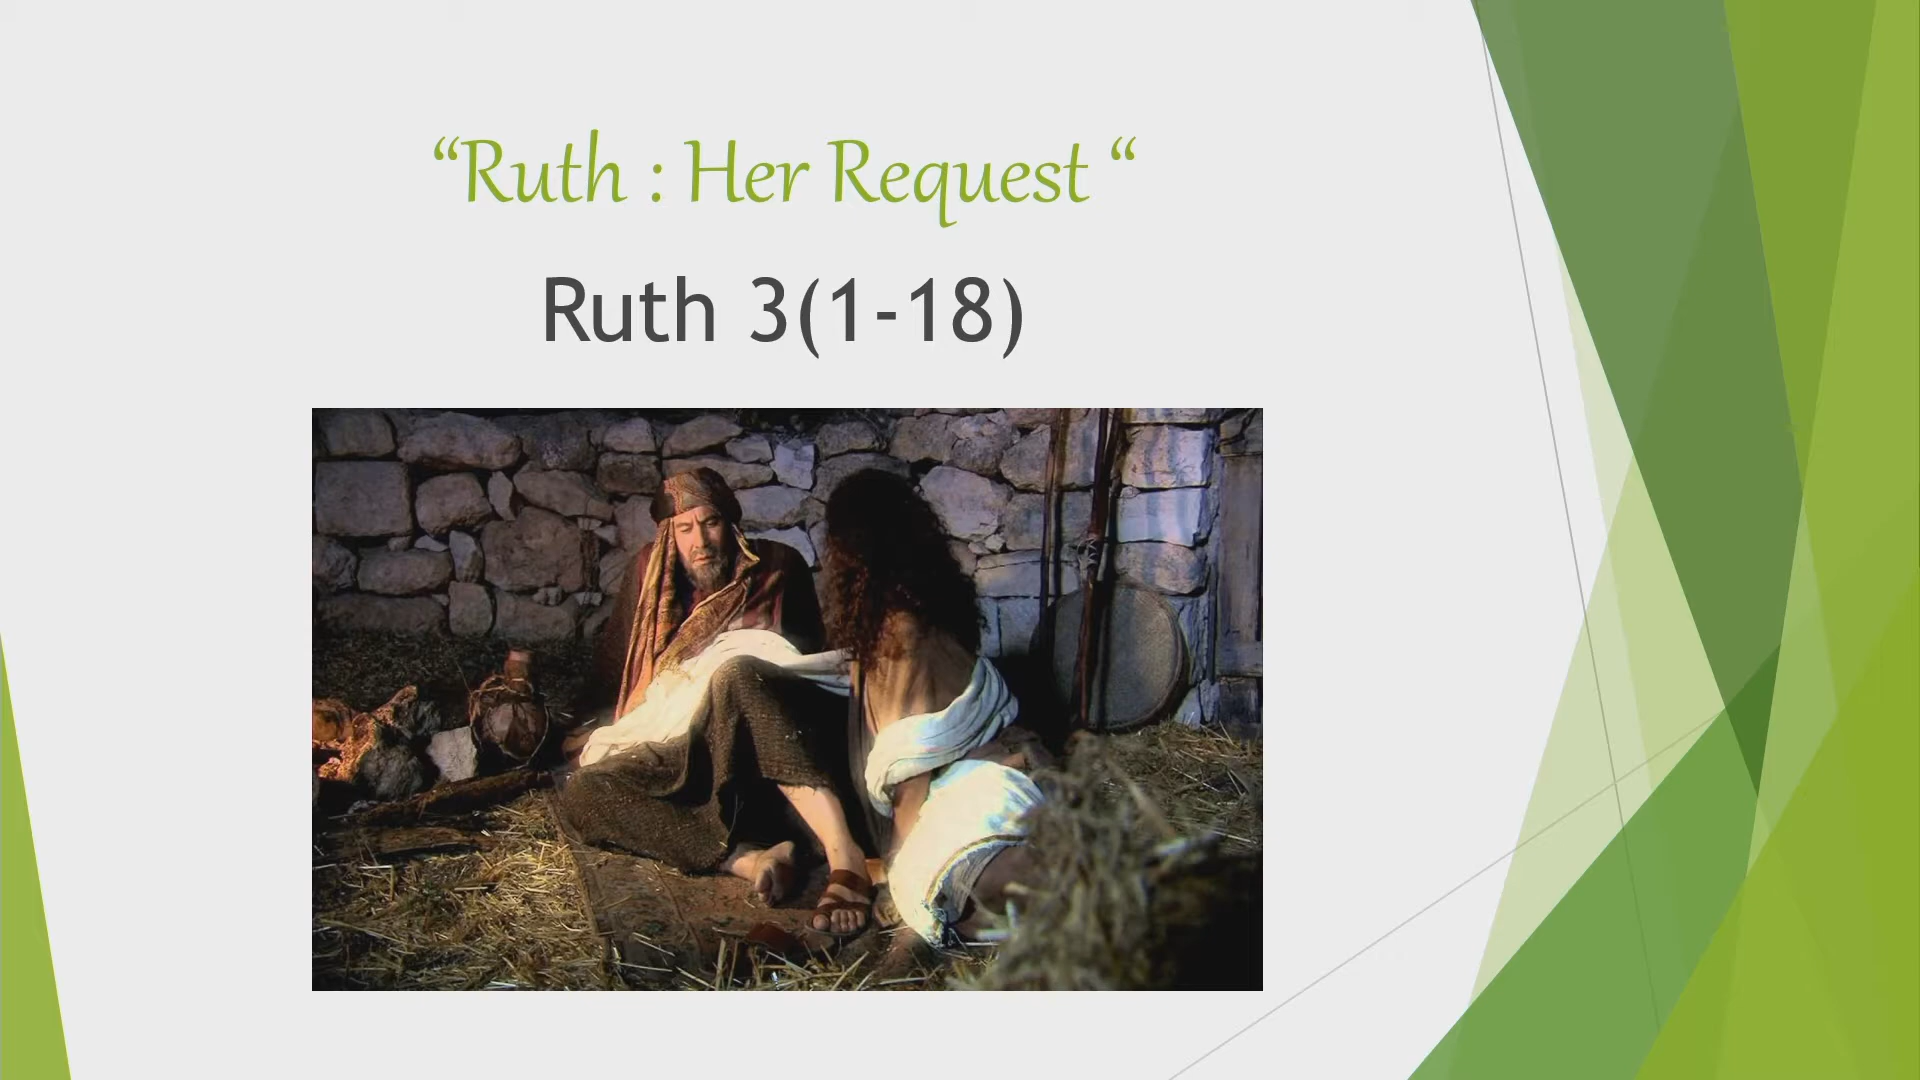 “Ruth : Her Request “
Ruth 3(1-18)